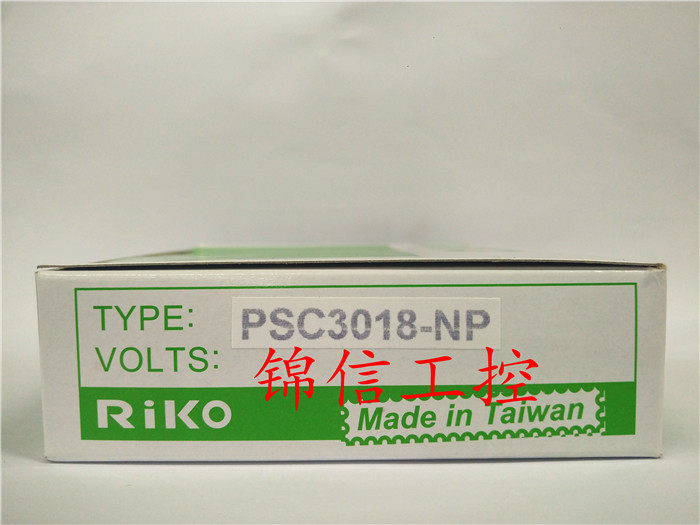 TYPE: PSC3018-NP
VOLTS:
锦信工控
RiKO
Made in Taiwan